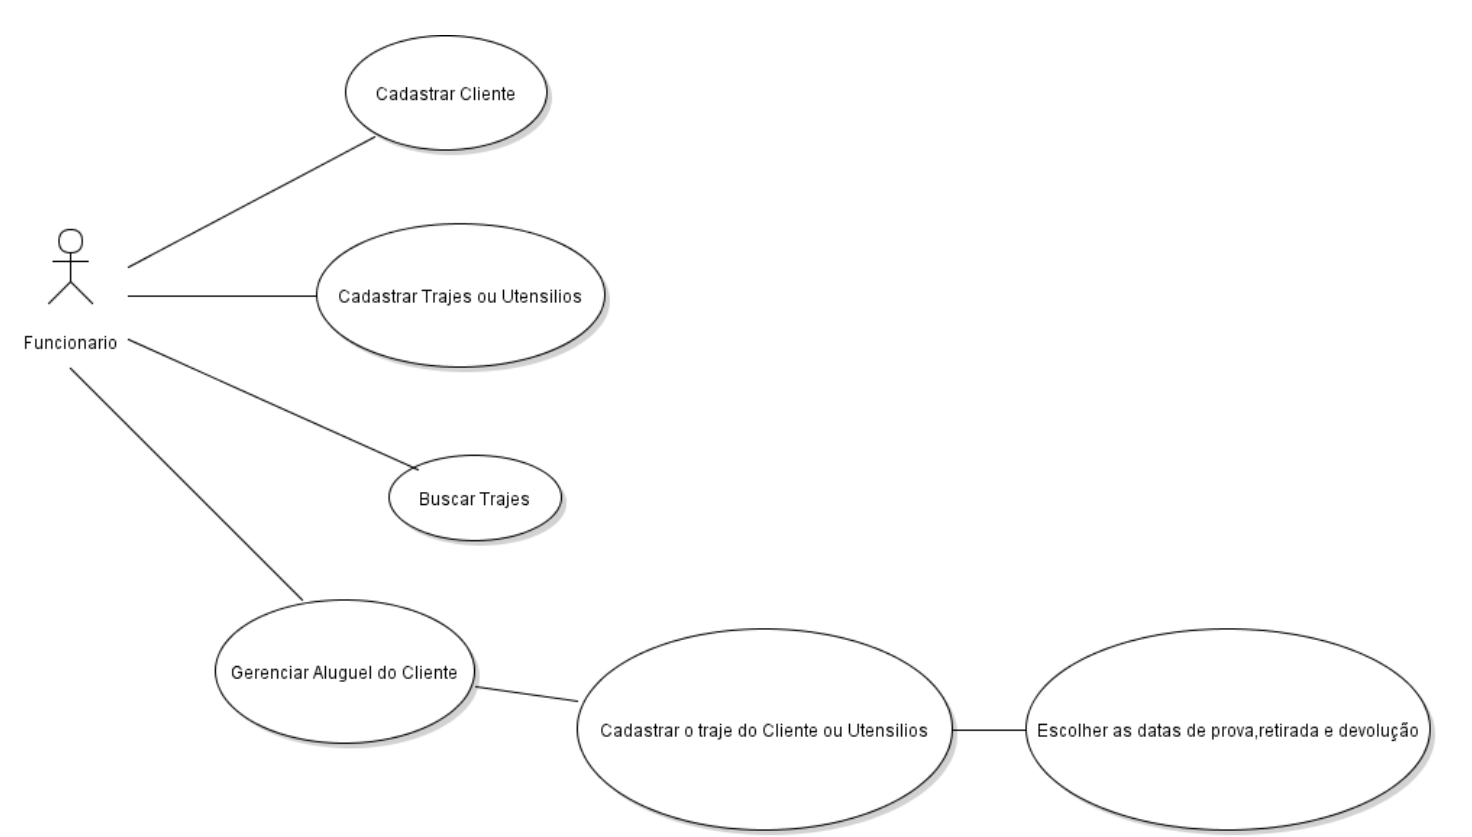 Cadastrar Cliente
Cadastrar Trajes ou Utensilios
Funcionario
Buscar Trajes
Gerenciar Aluguel do Cliente
Cadastrar o traje do Cliente ou Utensilios
Escolher as datas de prova,retirada e devolução